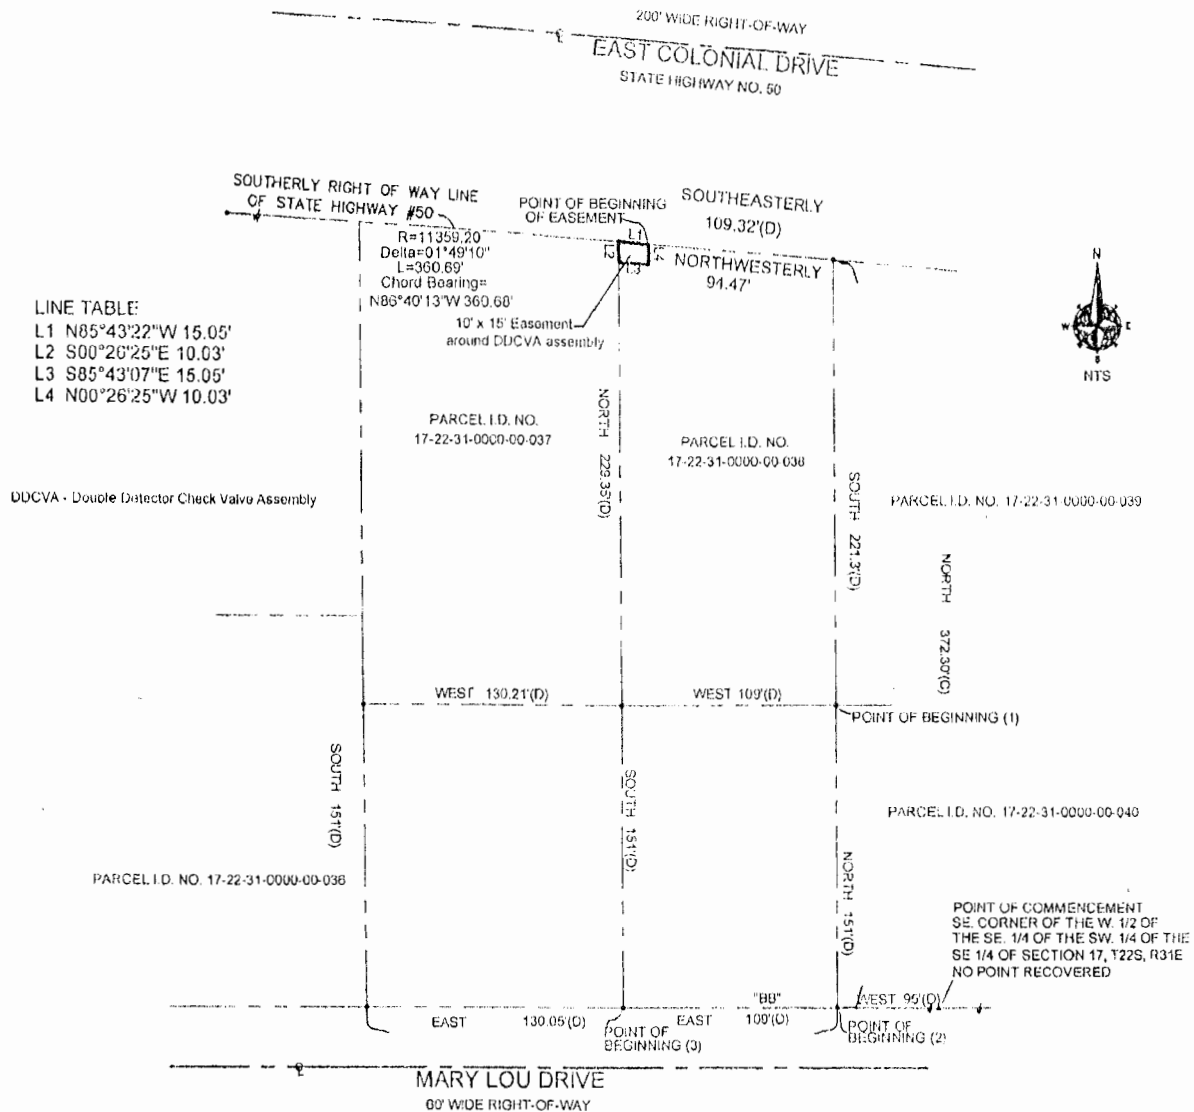 200' WIDE RIGHT-OF-WAY
EAST COLONIAL DRIVE
STATE HIGHWAY NO. 50
SOUTHERLY RIGHT OF WAY LINE
OF STATE HIGHWAY #50
POINT OF BEGINNING
OF EASEMENT
SOUTHEASTERLY
109.32'(D)
L1
L2
L3
L4
NORTHWESTERLY
94.47'
R=11359.20
Delta=01°49'10"
L=360.69'
Chord Bearing=
N86°40'13"W 360.68'
10' x 15' Easement
around DDCVA assembly
LINE TABLE:
L1 N85°43'22"W 15.05'
L2 S00°26'25"E 10.03'
L3 S85°43'07"E 15.05'
L4 N00°26'25"W 10.03'
N
W
E
S
NTS
PARCEL I.D. NO.
17-22-31-0000-00-037
NORTH 229.35'(D)
PARCEL I.D. NO.
17-22-31-0000-00-038
DDCVA - Double Detector Check Valve Assembly
SOUTH 221.3'(D)
PARCEL I.D. NO. 17-22-31-0000-00-039
NORTH 372.30'(C)
WEST 130.21'(D)
WEST 109'(D)
POINT OF BEGINNING (1)
SOUTH 151'(D)
SOUTH 151'(D)
NORTH 151'(D)
PARCEL I.D. NO. 17-22-31-0000-00-040
PARCEL I.D. NO. 17-22-31-0000-00-036
POINT OF COMMENCEMENT
SE. CORNER OF THE W. 1/2 OF
THE SE. 1/4 OF THE SW. 1/4 OF THE
SE 1/4 OF SECTION 17, T22S, R31E
NO POINT RECOVERED
"BB"
WEST 95'(D)
EAST 130.05'(D)
EAST 109'(D)
POINT OF
BEGINNING (3)
POINT OF
BEGINNING (2)
MARY LOU DRIVE
60' WIDE RIGHT-OF-WAY